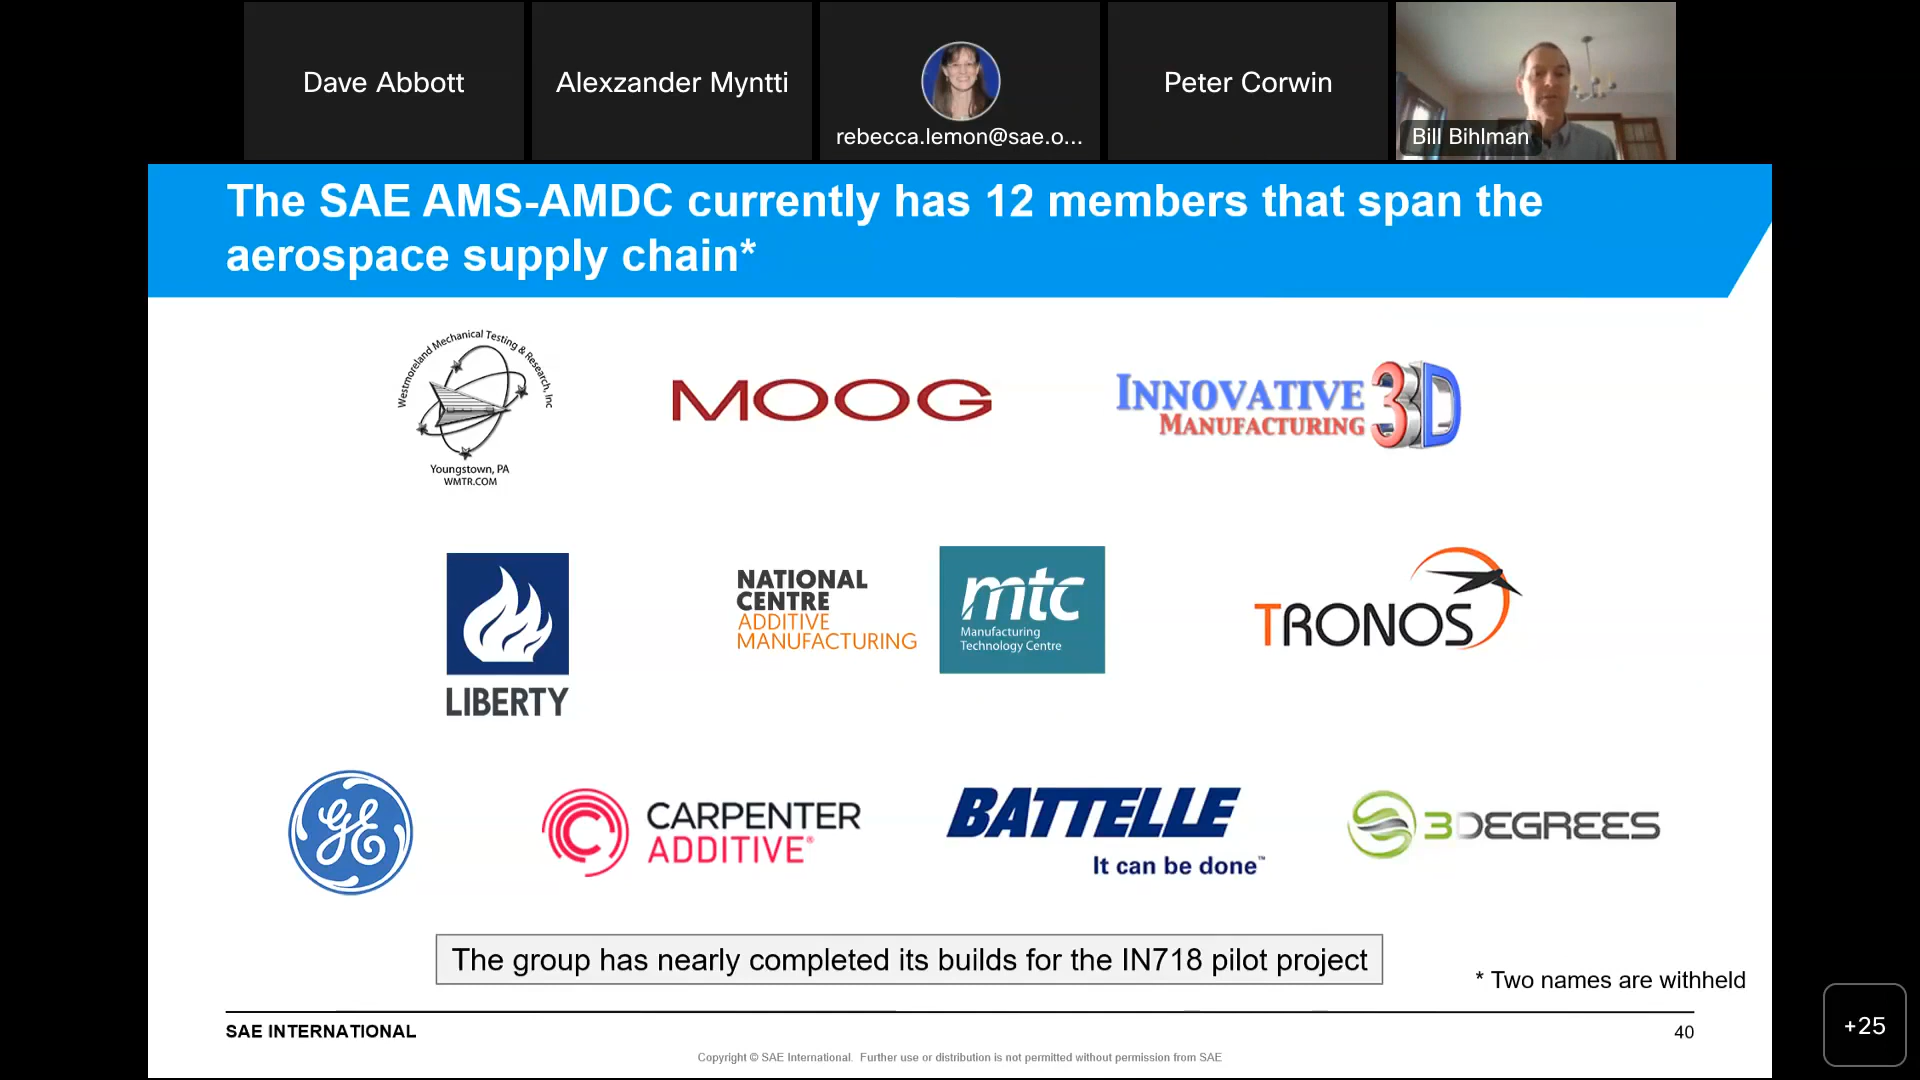 Dave Abbott
Alexzander Myntti
rebecca.lemon@sae.o...
Peter Corwin
Bill Bihlman
The SAE AMS-AMDC currently has 12 members that span the
aerospace supply chain*
Westmoreland Mechanical Testing & Research, Inc
Youngstown, PA
WMTR.COM
MOOG
INNOVATIVE
MANUFACTURING
3D
LIBERTY
NATIONAL
CENTRE
ADDITIVE
MANUFACTURING
mtc
Manufacturing
Technology Centre
TRONOS
GE
CARPENTER
ADDITIVE®
BATTELLE
It can be done™
3DEGREES
The group has nearly completed its builds for the IN718 pilot project
* Two names are withheld
SAE INTERNATIONAL
40
Copyright © SAE International. Further use or distribution is not permitted without permission from SAE
+25